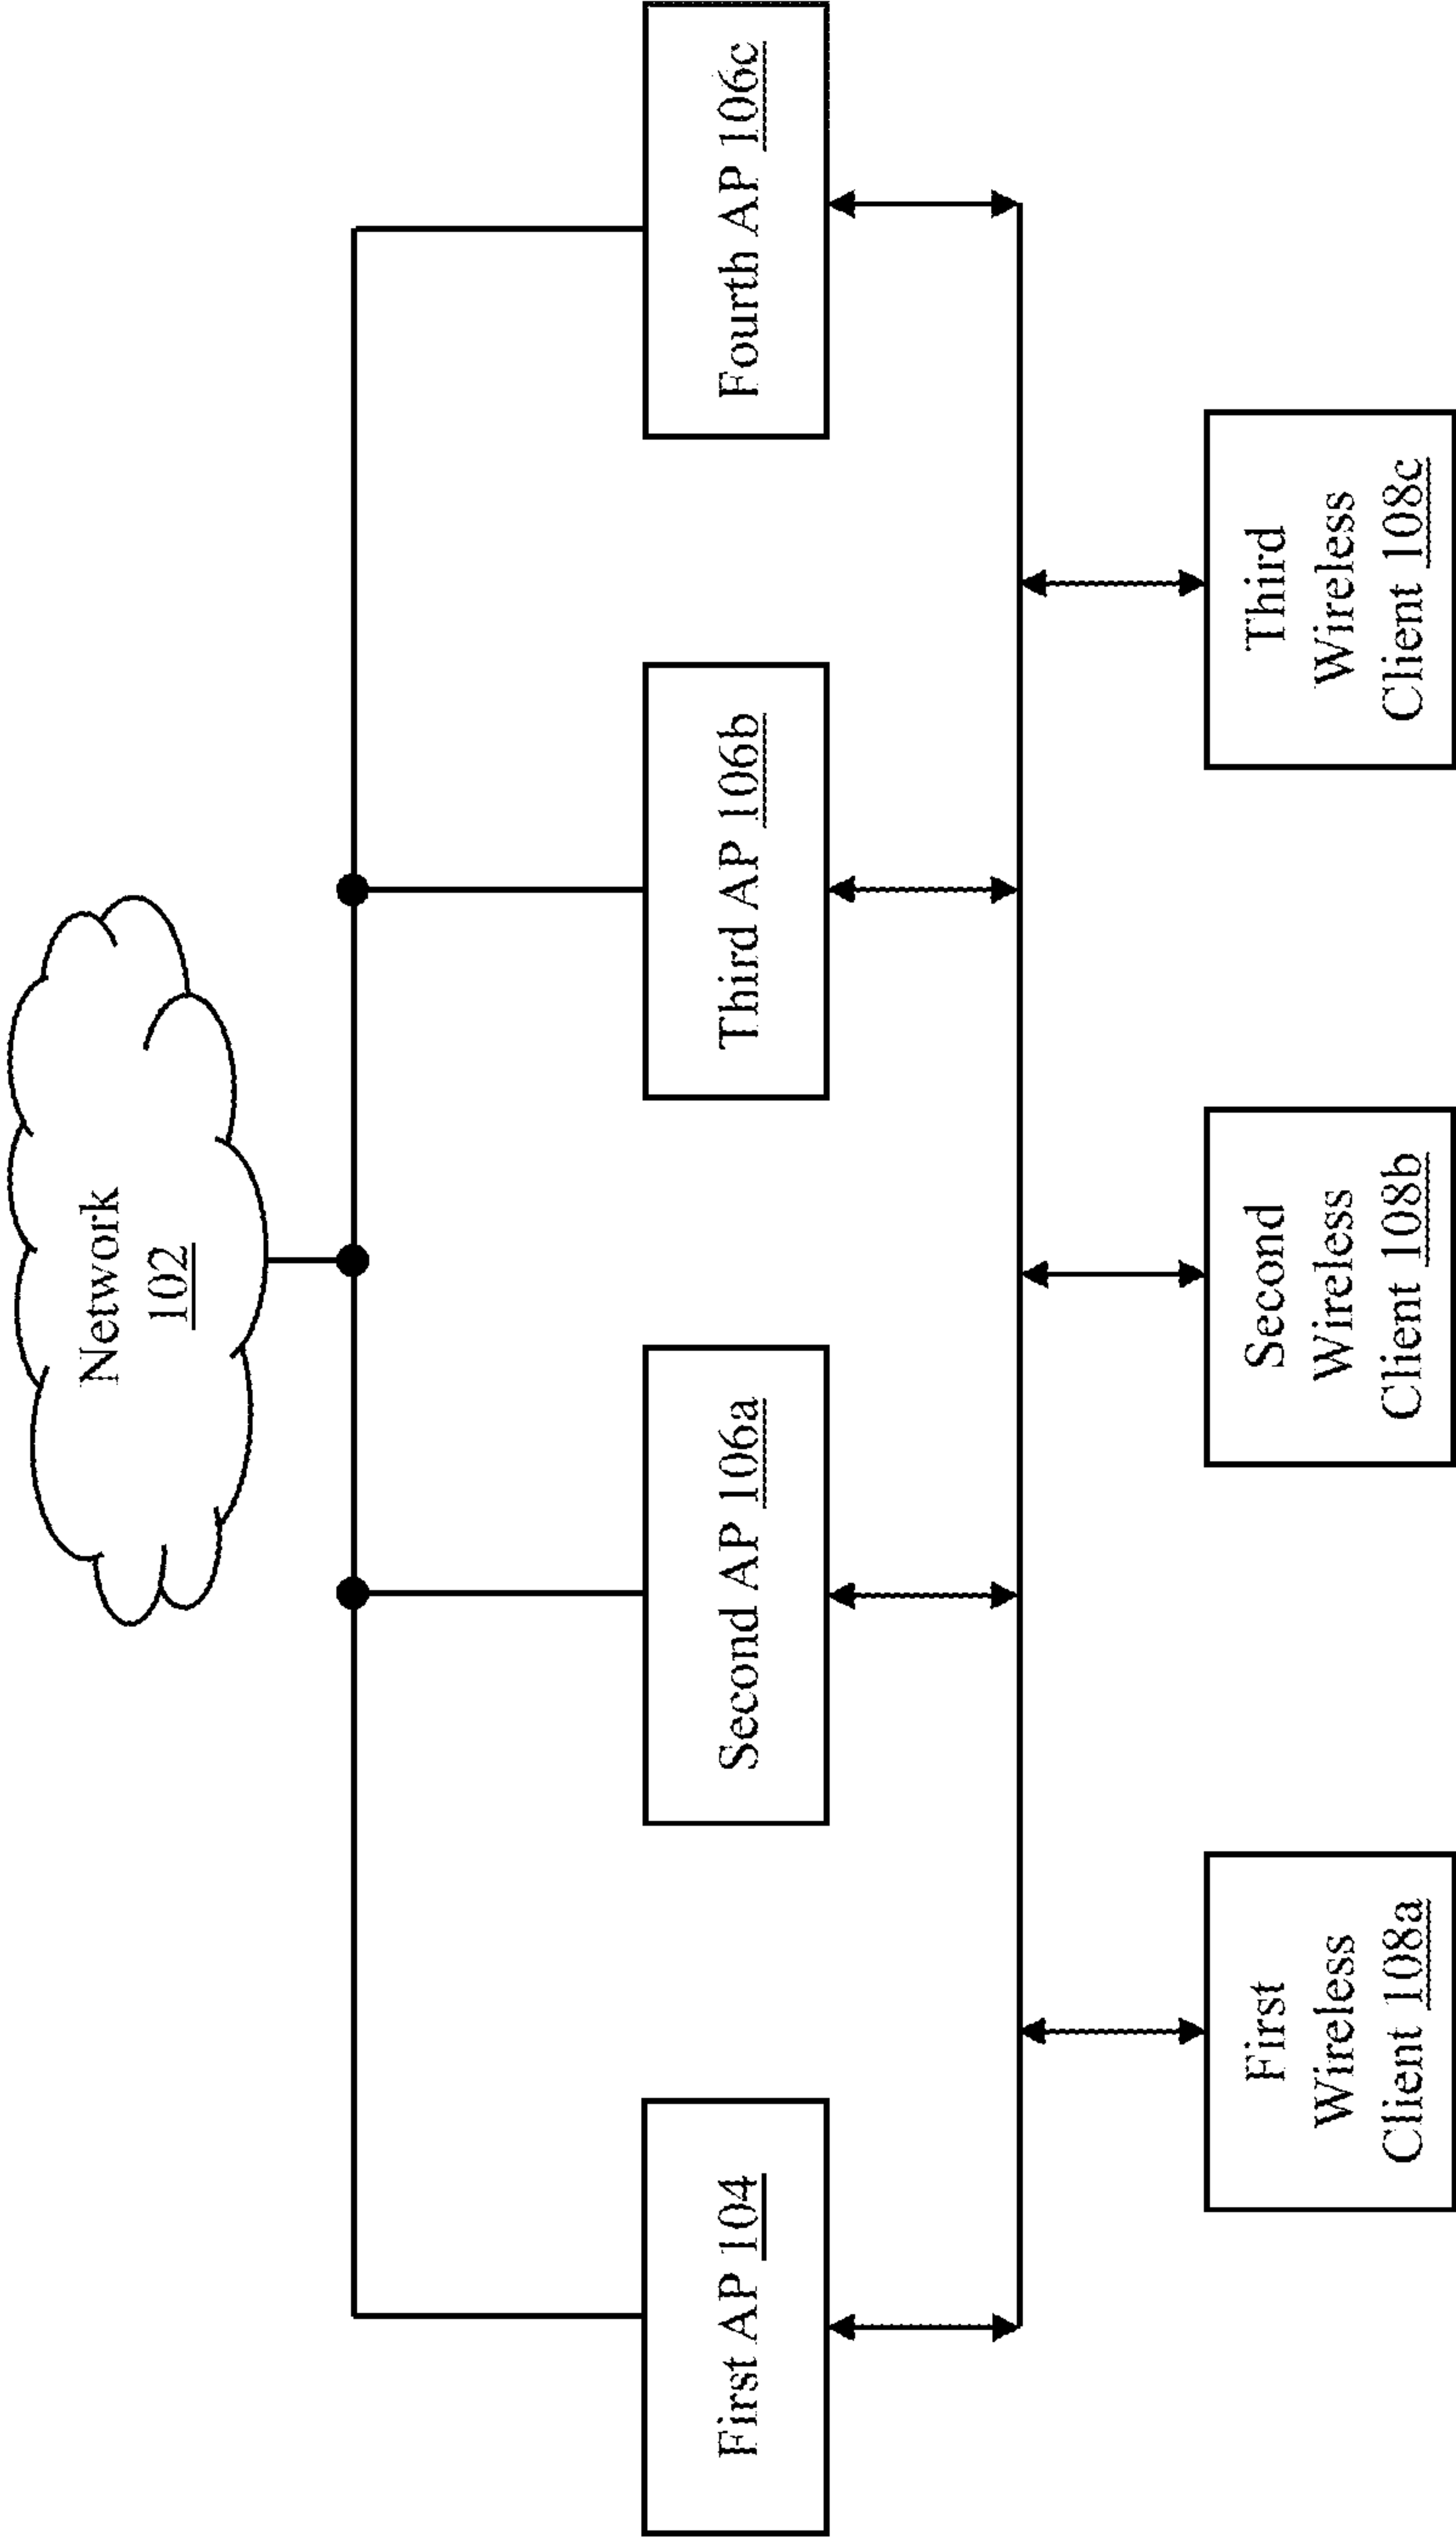 Network
102
First AP 104
Second AP 106a
Third AP 106b
Fourth AP 106c
First
Wireless
Client 108a
Second
Wireless
Client 108b
Third
Wireless
Client 108c